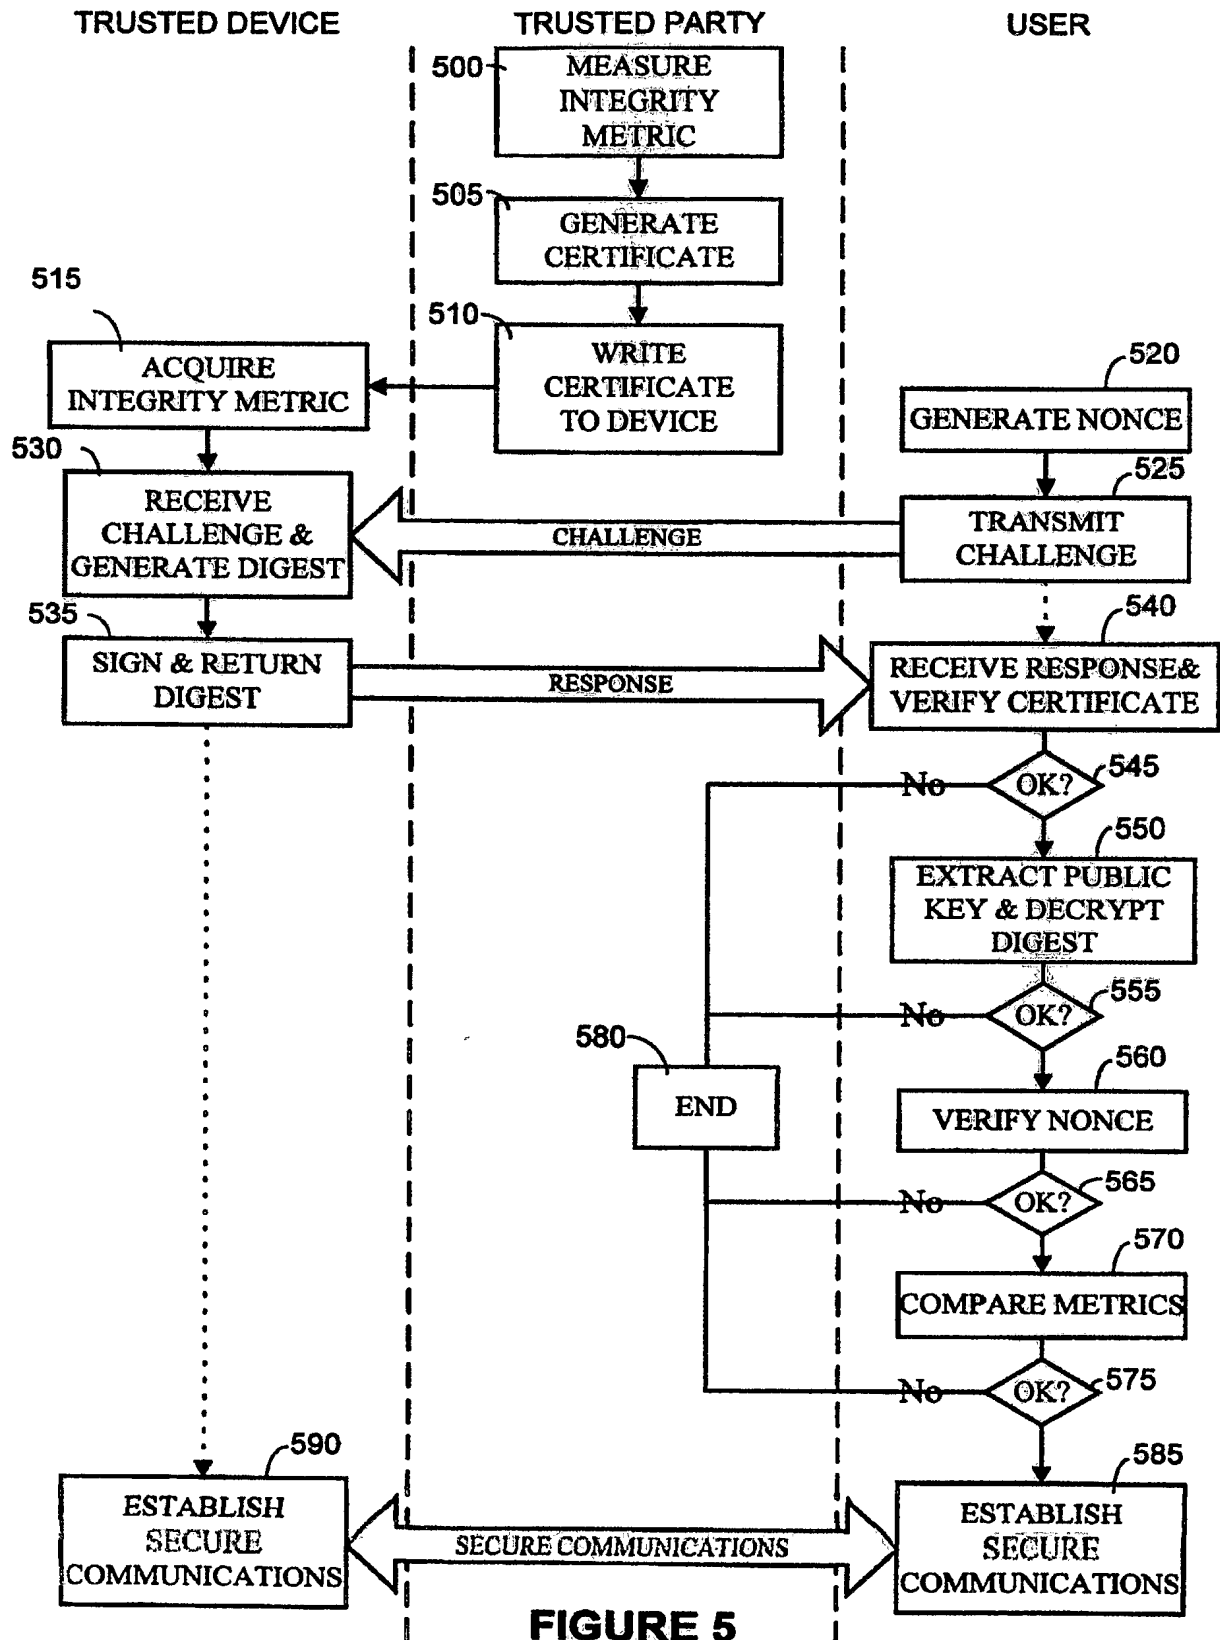 TRUSTED DEVICE
TRUSTED PARTY
USER
500
MEASURE
INTEGRITY
METRIC
505
GENERATE
CERTIFICATE
510
WRITE
CERTIFICATE
TO DEVICE
515
ACQUIRE
INTEGRITY METRIC
520
GENERATE NONCE
525
TRANSMIT
CHALLENGE
CHALLENGE
530
RECEIVE
CHALLENGE &
GENERATE DIGEST
535
SIGN & RETURN
DIGEST
RESPONSE
540
RECEIVE RESPONSE&
VERIFY CERTIFICATE
No
OK?
545
550
EXTRACT PUBLIC
KEY & DECRYPT
DIGEST
No
OK?
555
580
END
560
VERIFY NONCE
No
OK?
565
570
COMPARE METRICS
No
OK?
575
590
ESTABLISH
SECURE
COMMUNICATIONS
SECURE COMMUNICATIONS
585
ESTABLISH
SECURE
COMMUNICATIONS
FIGURE 5